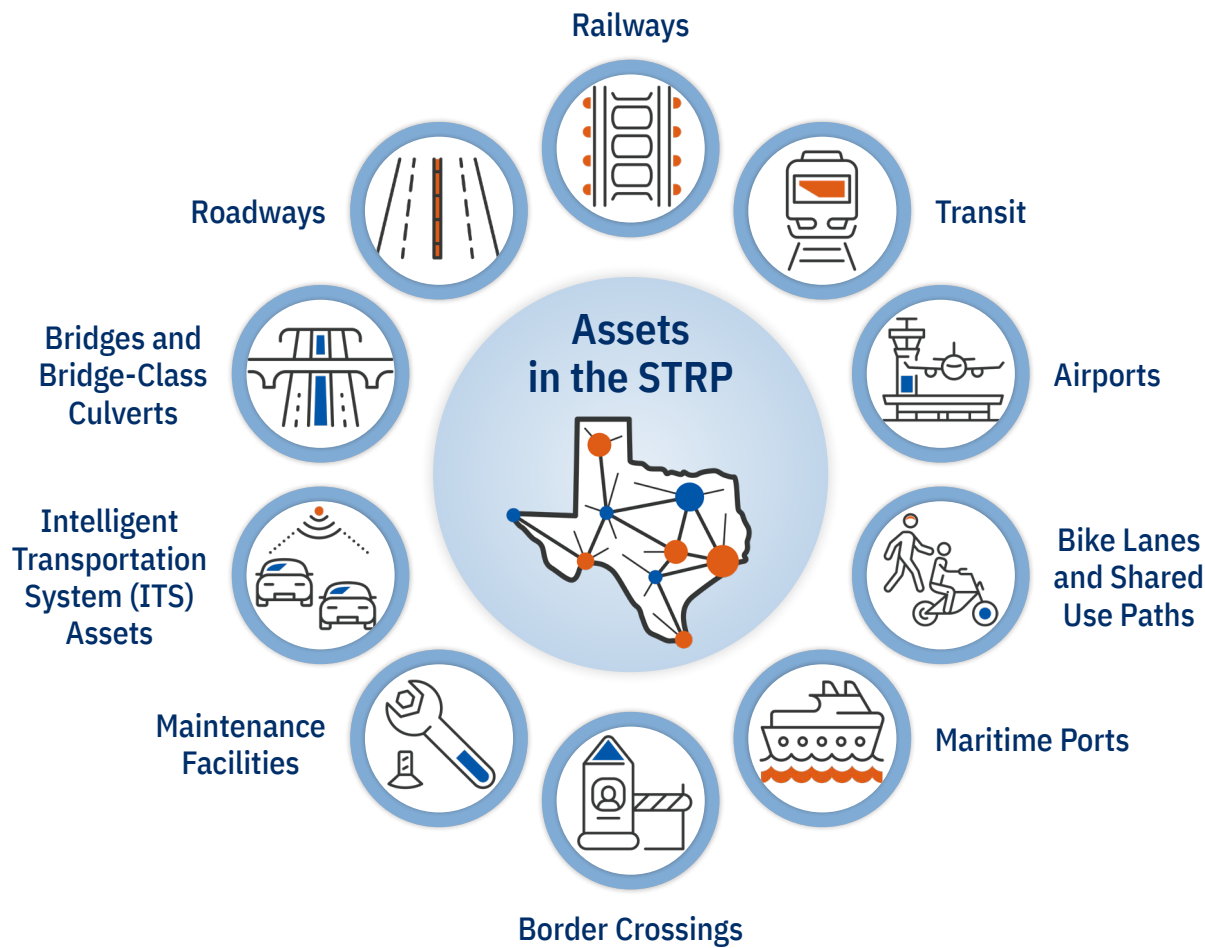 Railways
Roadways
Transit
Assets
in the STRP
Bridges and
Bridge-Class
Culverts
Airports
Intelligent
Transportation
System (ITS)
Assets
Bike Lanes
and Shared
Use Paths
Maintenance
Facilities
Maritime Ports
Border Crossings